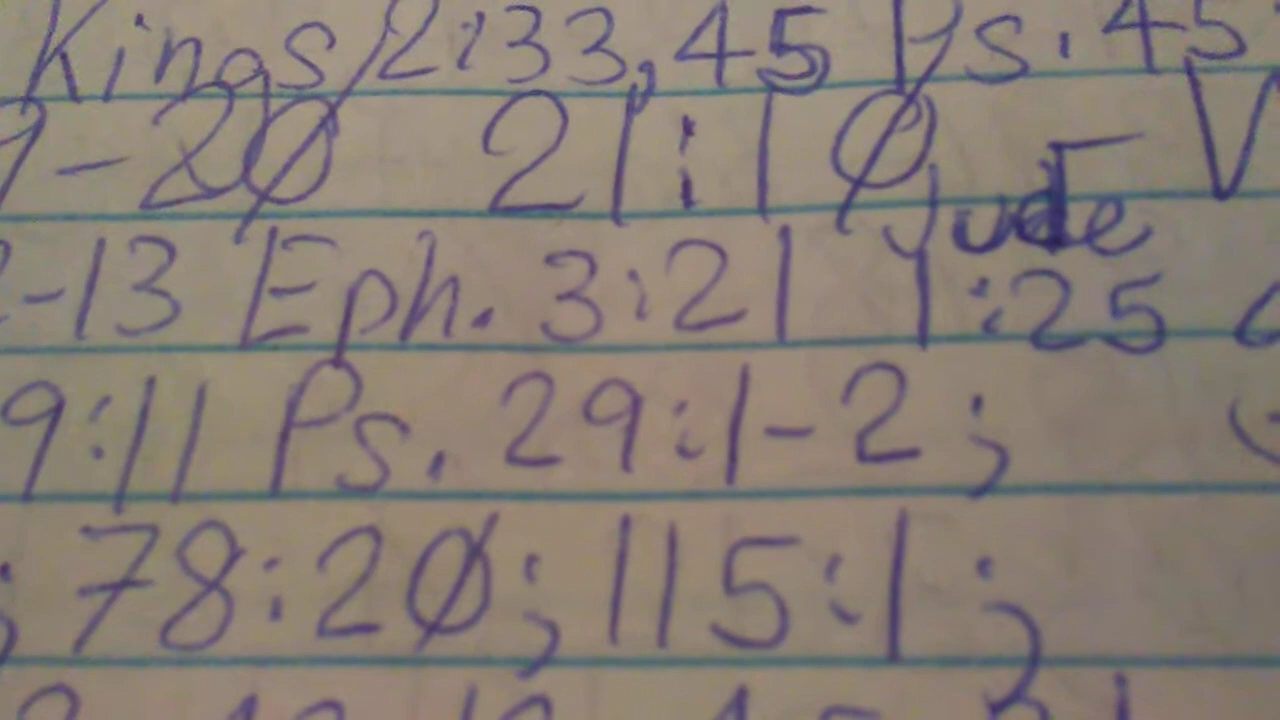 Kings 2:33,45 Ps. 45
9-20 21:10 V
-13 Eph. 3:21 Jude 1:25
9:11 Ps. 29:1-2;
; 78:20; 115:1;